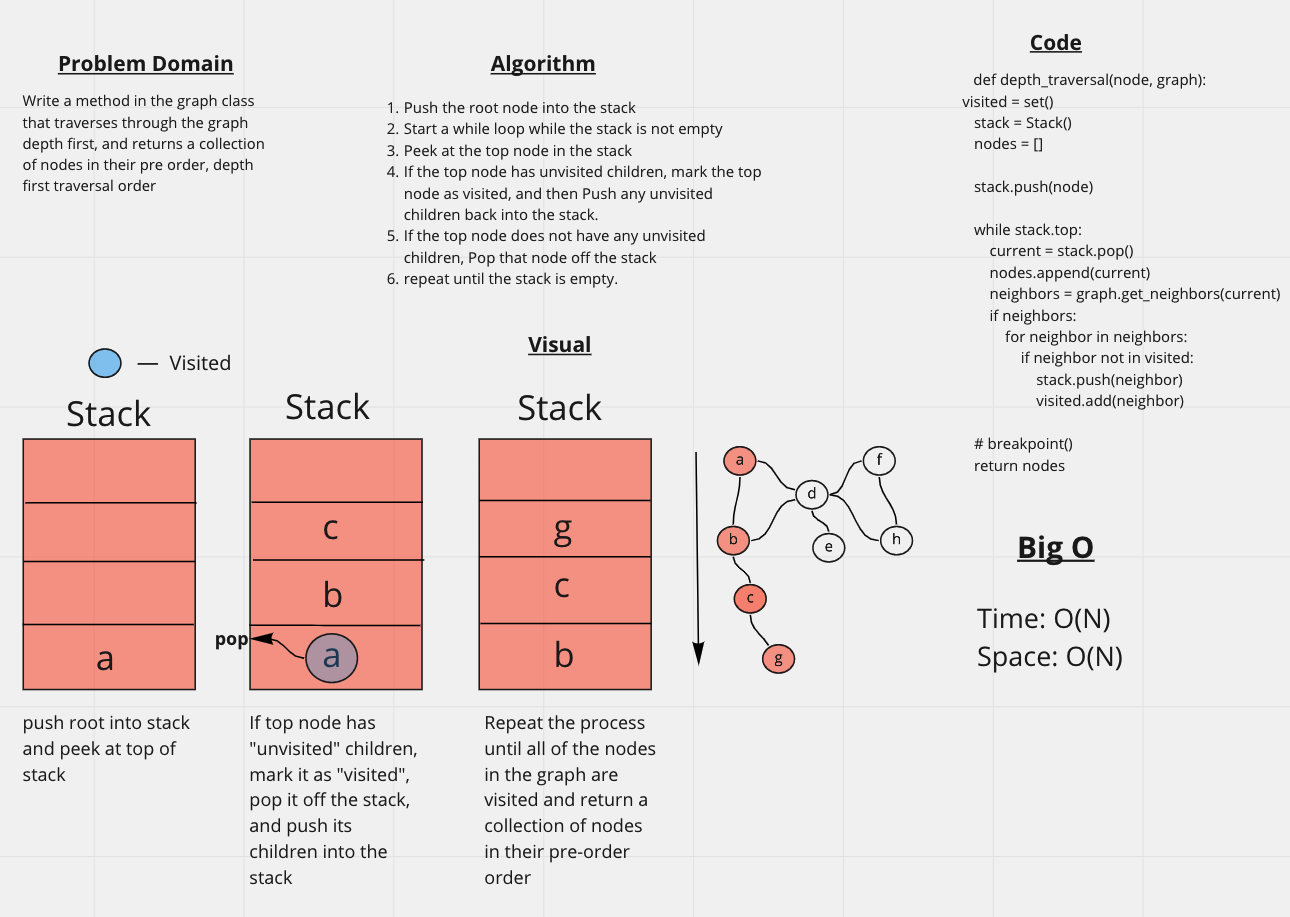 Problem Domain
Write a method in the graph class
that traverses through the graph
depth first, and returns a collection
of nodes in their pre order, depth
first traversal order
Algorithm
1. Push the root node into the stack
2. Start a while loop while the stack is not empty
3. Peek at the top node in the stack
4. If the top node has unvisited children, mark the top
node as visited, and then Push any unvisited
children back into the stack.
5. If the top node does not have any unvisited
children, Pop that node off the stack
6. repeat until the stack is empty.
Code
def depth_traversal(node, graph):
visited = set()
stack = Stack()
nodes = []
stack.push(node)
while stack.top:
current = stack.pop()
nodes.append(current)
neighbors = graph.get_neighbors(current)
if neighbors:
for neighbor in neighbors:
if neighbor not in visited:
stack.push(neighbor)
visited.add(neighbor)
# breakpoint()
return nodes
Visual
— Visited
Stack
a
push root into stack
and peek at top of
stack
Stack
c
b
pop
a
If top node has
"unvisited" children,
mark it as "visited",
pop it off the stack,
and push its
children into the
stack
Stack
g
c
b
Repeat the process
until all of the nodes
in the graph are
visited and return a
collection of nodes
in their pre-order
order
a
f
d
b
e
h
c
g
Big O
Time: O(N)
Space: O(N)